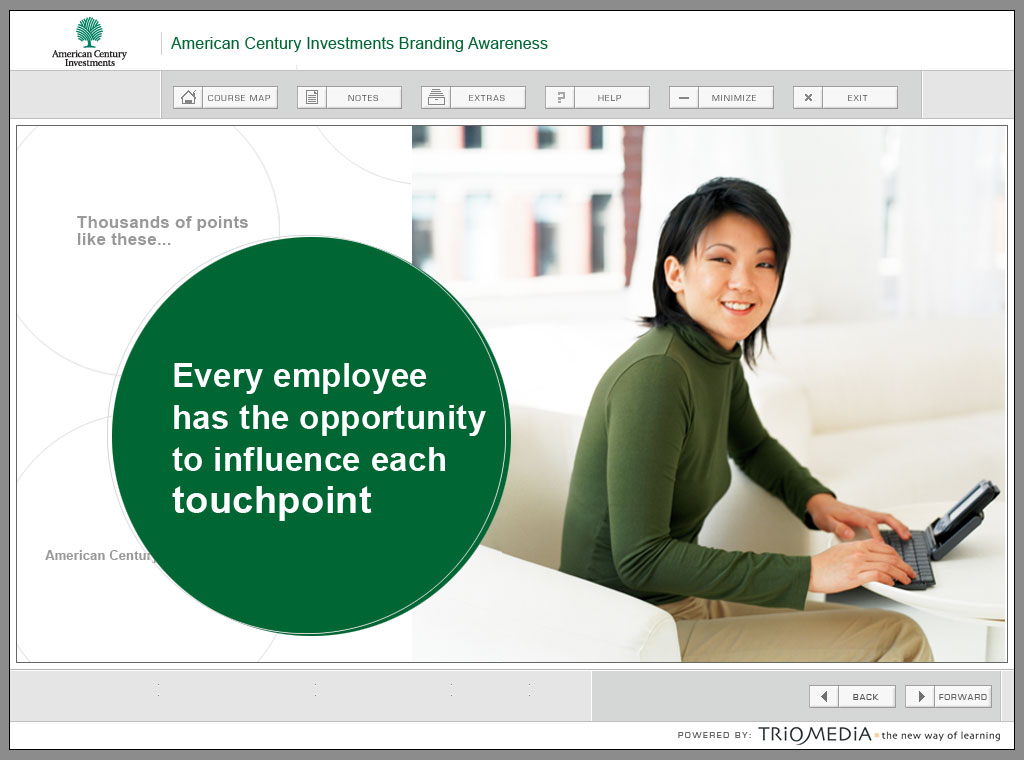 American Century
Investments
American Century Investments Branding Awareness
COURSE MAP
NOTES
EXTRAS
HELP
MINIMIZE
EXIT
Thousands of points
like these...
Every employee
has the opportunity
to influence each
touchpoint
American Century
BACK
FORWARD
POWERED BY: TRiOMEDiA the new way of learning